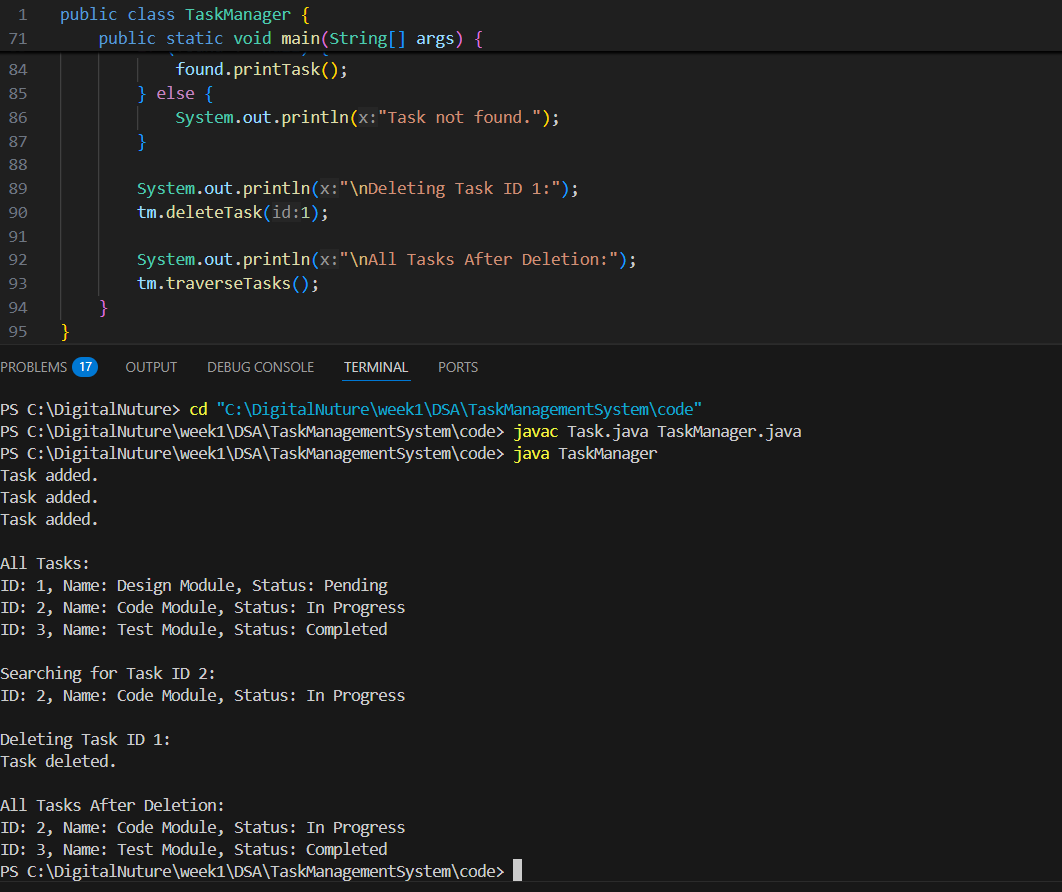 1 public class TaskManager {
71 public static void main(String[] args) {
84 found.printTask();
85 } else {
86 System.out.println(x:"Task not found.");
87 }
88
89 System.out.println(x:"\nDeleting Task ID 1:");
90 tm.deleteTask(id:1);
91
92 System.out.println(x:"\nAll Tasks After Deletion:");
93 tm.traverseTasks();
94 }
95 }
PROBLEMS 17 OUTPUT DEBUG CONSOLE TERMINAL PORTS
PS C:\DigitalNuture> cd "C:\DigitalNuture\week1\DSA\TaskManagementSystem\code"
PS C:\DigitalNuture\week1\DSA\TaskManagementSystem\code> javac Task.java TaskManager.java
PS C:\DigitalNuture\week1\DSA\TaskManagementSystem\code> java TaskManager
Task added.
Task added.
Task added.

All Tasks:
ID: 1, Name: Design Module, Status: Pending
ID: 2, Name: Code Module, Status: In Progress
ID: 3, Name: Test Module, Status: Completed

Searching for Task ID 2:
ID: 2, Name: Code Module, Status: In Progress

Deleting Task ID 1:
Task deleted.

All Tasks After Deletion:
ID: 2, Name: Code Module, Status: In Progress
ID: 3, Name: Test Module, Status: Completed
PS C:\DigitalNuture\week1\DSA\TaskManagementSystem\code>